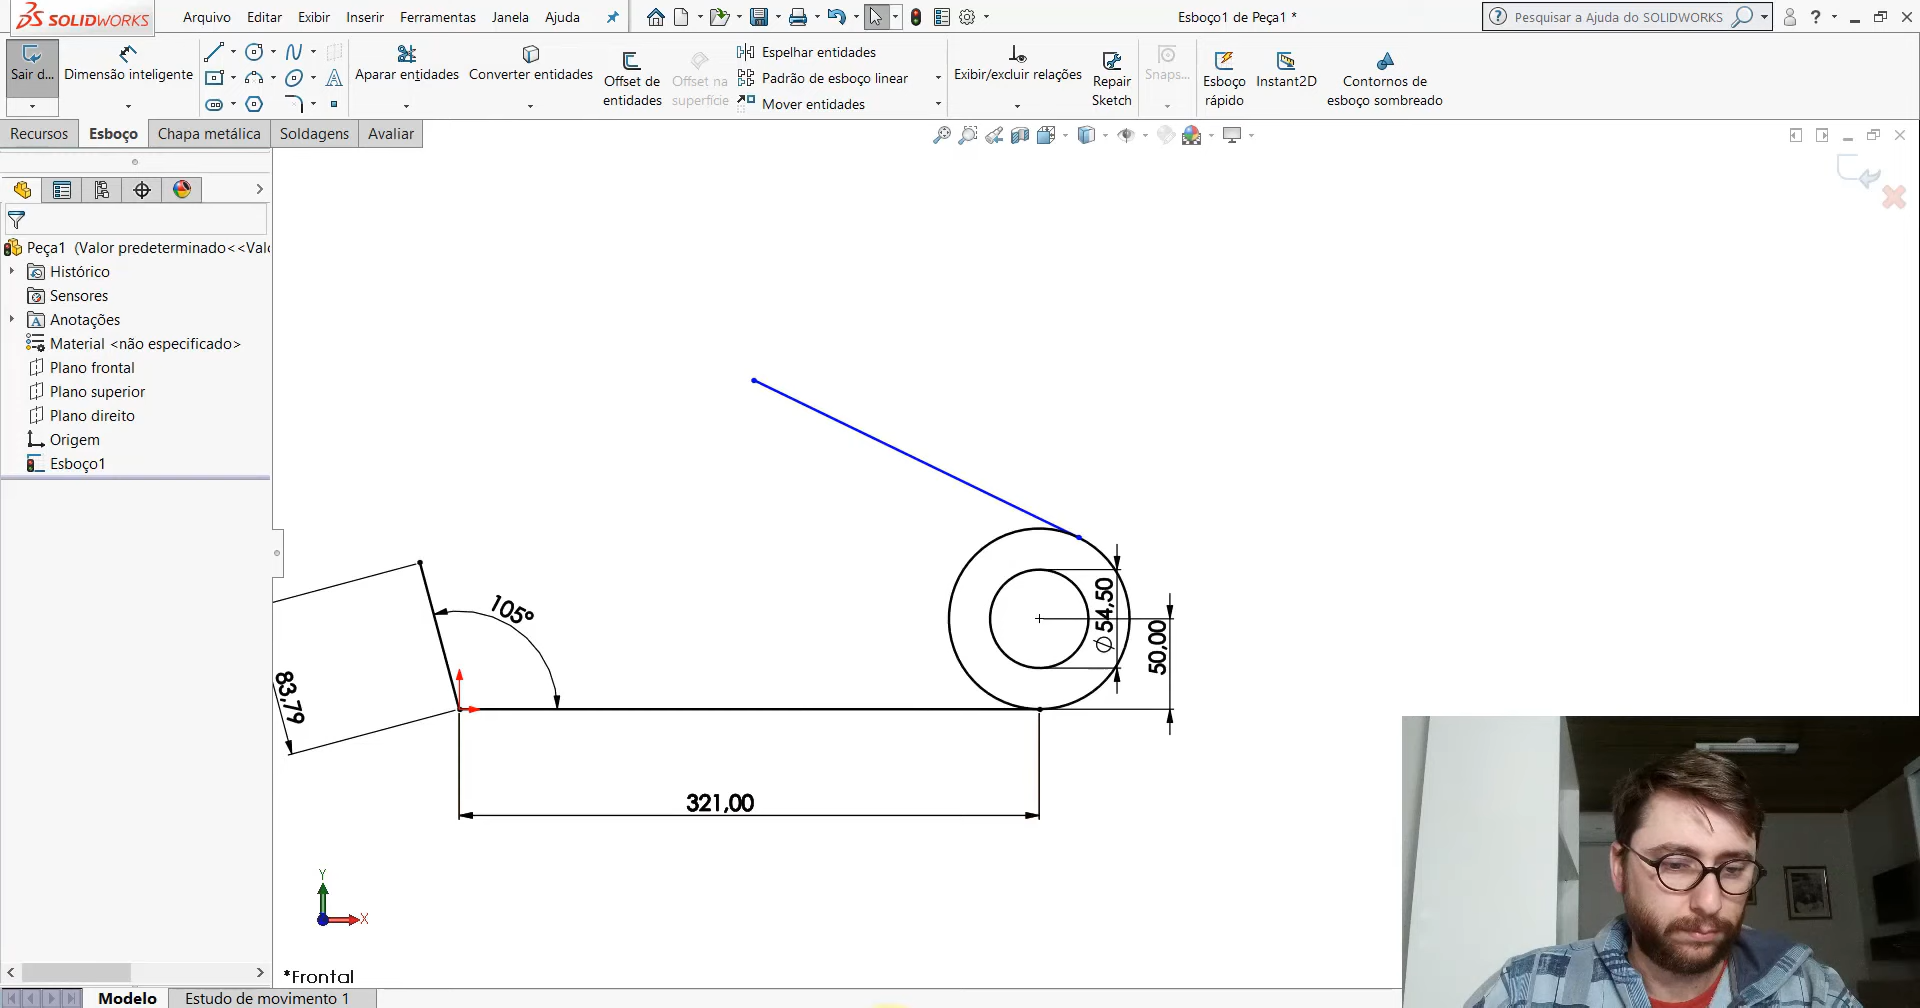 SOLIDWORKS
Arquivo
Editar
Exibir
Inserir
Ferramentas
Janela
Ajuda
Esboço1 de Peça1 *
Pesquisar a Ajuda do SOLIDWORKS
Sair d...
Dimensão inteligente
Aparar entidades
Converter entidades
Offset de
entidades
Offset na
superfície
Espelhar entidades
Padrão de esboço linear
Mover entidades
Exibir/excluir relações
Repair
Sketch
Snaps...
Esboço
rápido
Instant2D
Contornos de
esboço sombreado
Recursos
Esboço
Chapa metálica
Soldagens
Avaliar
Peça1 (Valor predeterminado<<Valo
Histórico
Sensores
Anotações
Material <não especificado>
Plano frontal
Plano superior
Plano direito
Origem
Esboço1
105°
83,79
⌀ 54,50
50,00
321,00
Y
X
*Frontal
Modelo
Estudo de movimento 1